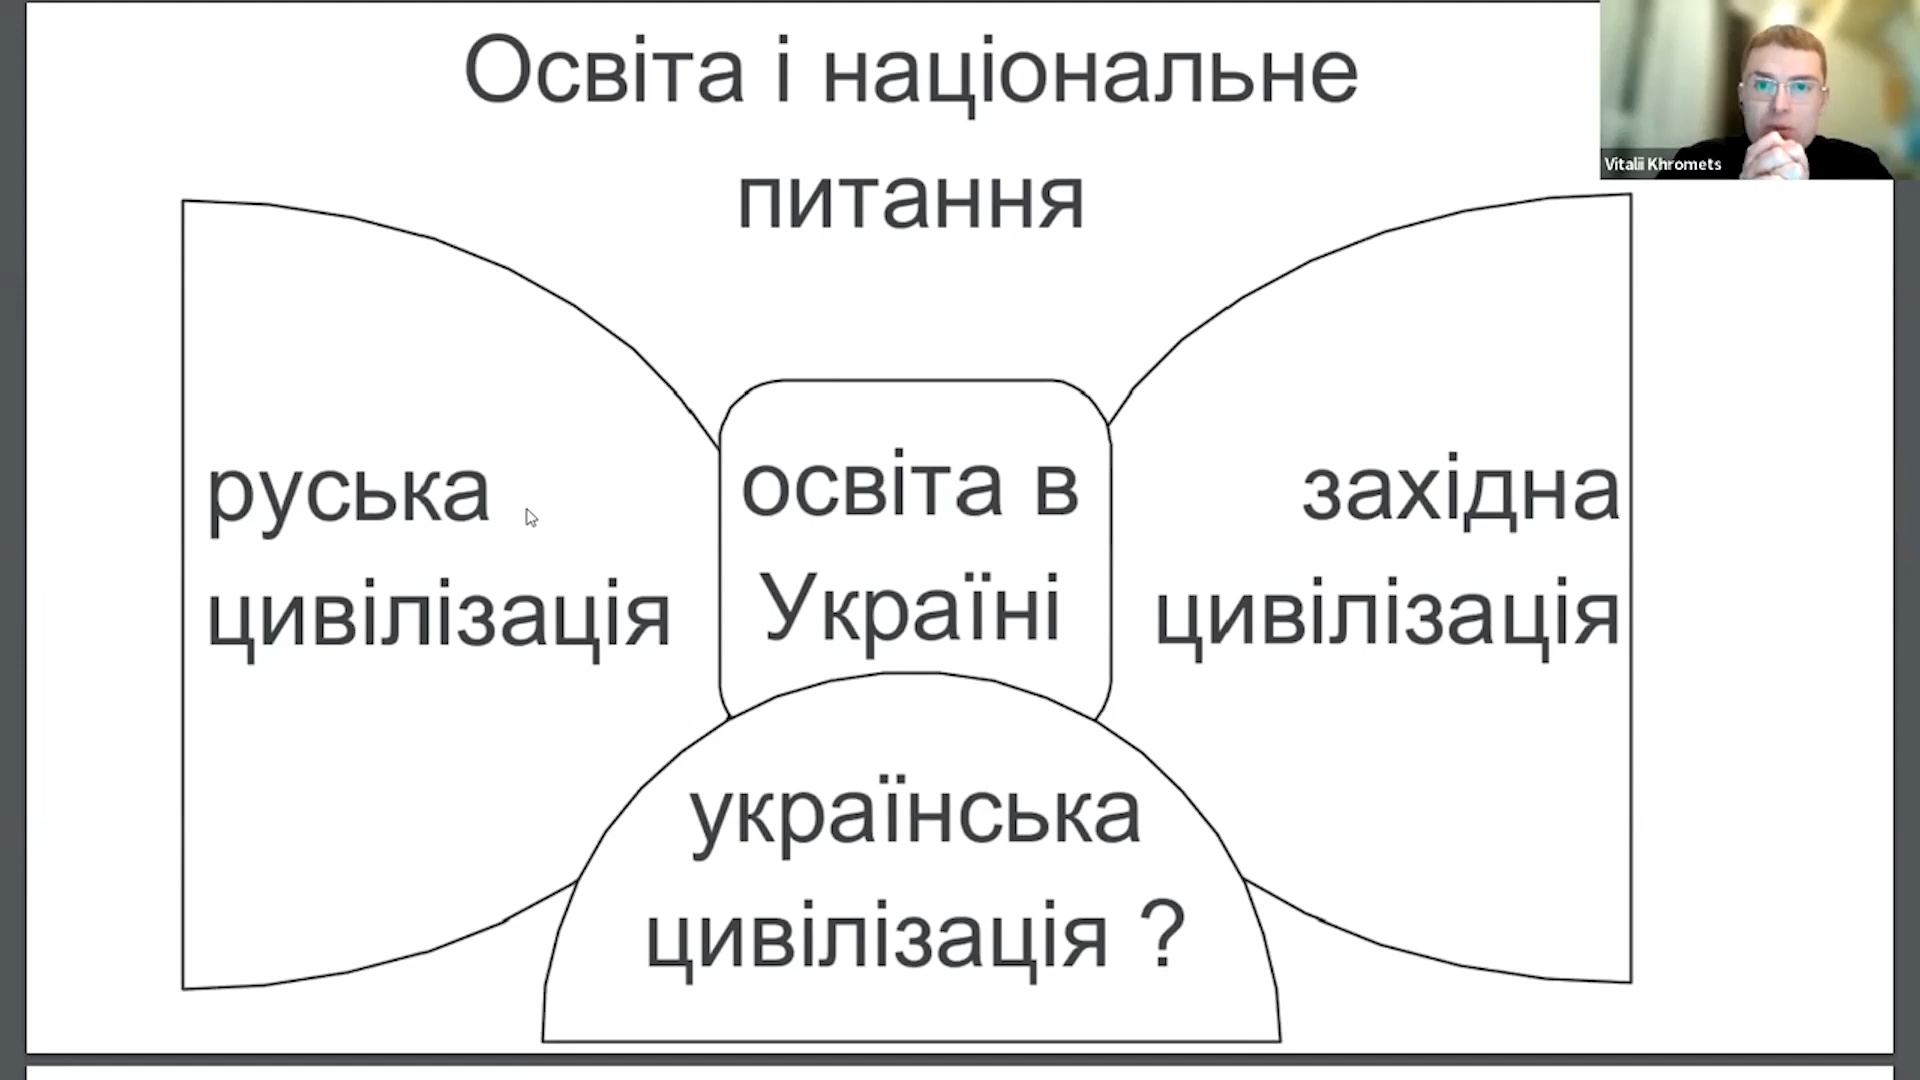 Освіта і національне
питання
Vitalii Khromets
руська
цивілізація
освіта в
Україні
західна
цивілізація
українська
цивілізація ?